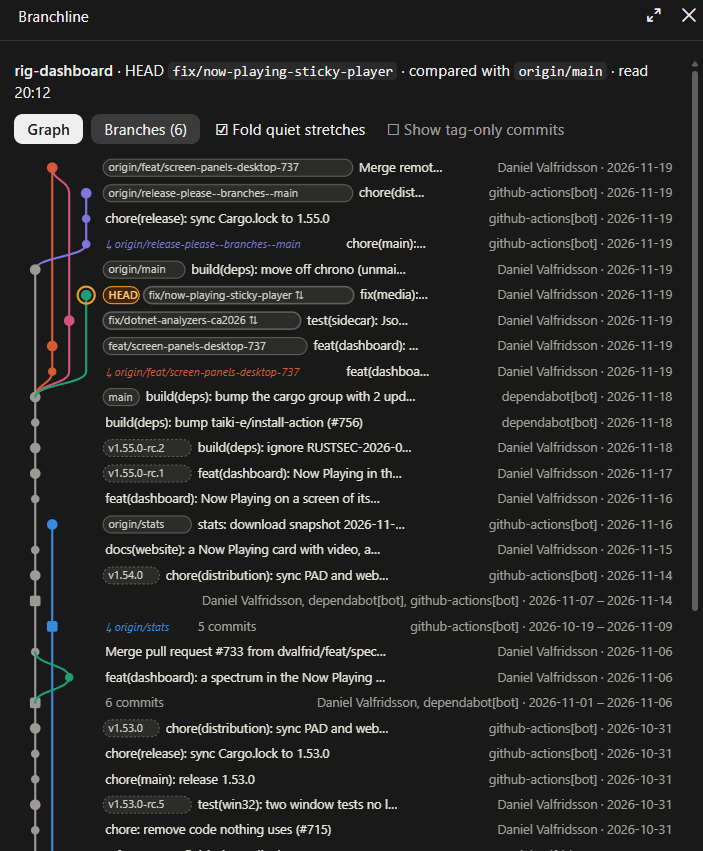 Branchline
rig-dashboard · HEAD fix/now-playing-sticky-player · compared with origin/main · read
20:12
Graph Branches (6) Fold quiet stretches Show tag-only commits
origin/feat/screen-panels-desktop-737 Merge remot... Daniel Valfridsson · 2026-11-19
origin/release-please--branches--main chore(dist... github-actions[bot] · 2026-11-19
chore(release): sync Cargo.lock to 1.55.0 github-actions[bot] · 2026-11-19
↳ origin/release-please--branches--main chore(main):... github-actions[bot] · 2026-11-19
origin/main build(deps): move off chrono (unmai... Daniel Valfridsson · 2026-11-19
HEAD fix/now-playing-sticky-player ⇅ fix(media):... Daniel Valfridsson · 2026-11-19
fix/dotnet-analyzers-ca2026 ⇅ test(sidecar): Jso... Daniel Valfridsson · 2026-11-19
feat/screen-panels-desktop-737 feat(dashboard): ... Daniel Valfridsson · 2026-11-19
↳ origin/feat/screen-panels-desktop-737 feat(dashboa... Daniel Valfridsson · 2026-11-19
main build(deps): bump the cargo group with 2 upd... dependabot[bot] · 2026-11-18
build(deps): bump taiki-e/install-action (#756) dependabot[bot] · 2026-11-18
v1.55.0-rc.2 build(deps): ignore RUSTSEC-2026-0... Daniel Valfridsson · 2026-11-18
v1.55.0-rc.1 feat(dashboard): Now Playing in th... Daniel Valfridsson · 2026-11-17
feat(dashboard): Now Playing on a screen of its... Daniel Valfridsson · 2026-11-16
origin/stats stats: download snapshot 2026-11-... github-actions[bot] · 2026-11-16
docs(website): a Now Playing card with video, a... Daniel Valfridsson · 2026-11-15
v1.54.0 chore(distribution): sync PAD and web... github-actions[bot] · 2026-11-14
Daniel Valfridsson, dependabot[bot], github-actions[bot] · 2026-11-07 – 2026-11-14
↳ origin/stats 5 commits github-actions[bot] · 2026-10-19 – 2026-11-09
Merge pull request #733 from dvalfrid/feat/spec... Daniel Valfridsson · 2026-11-06
feat(dashboard): a spectrum in the Now Playing ... Daniel Valfridsson · 2026-11-06
6 commits Daniel Valfridsson, dependabot[bot] · 2026-11-01 – 2026-11-06
v1.53.0 chore(distribution): sync PAD and web... github-actions[bot] · 2026-10-31
chore(release): sync Cargo.lock to 1.53.0 github-actions[bot] · 2026-10-31
chore(main): release 1.53.0 github-actions[bot] · 2026-10-31
v1.53.0-rc.5 test(win32): two window tests no l... Daniel Valfridsson · 2026-10-31
chore: remove code nothing uses (#715) Daniel Valfridsson · 2026-10-31